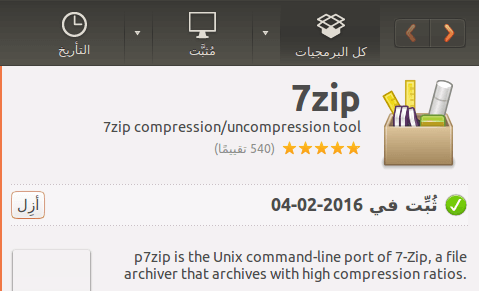 كل البرمجيات
مُثبَّت
التأريخ
7zip
7zip compression/uncompression tool
(540 تقييمًا)
ثُبِّت في 2016-02-04
أزِل
p7zip is the Unix command-line port of 7-Zip, a file
archiver that archives with high compression ratios.